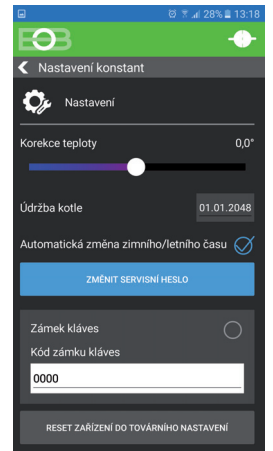 28% 13:18
EOB
Nastavení konstant
Nastavení
Korekce teploty 0,0°
Údržba kotle 01.01.2048
Automatická změna zimního/letního času
ZMĚNIT SERVISNÍ HESLO
Zámek kláves
Kód zámku kláves
0000
RESET ZAŘÍZENÍ DO TOVÁRNÍHO NASTAVENÍ